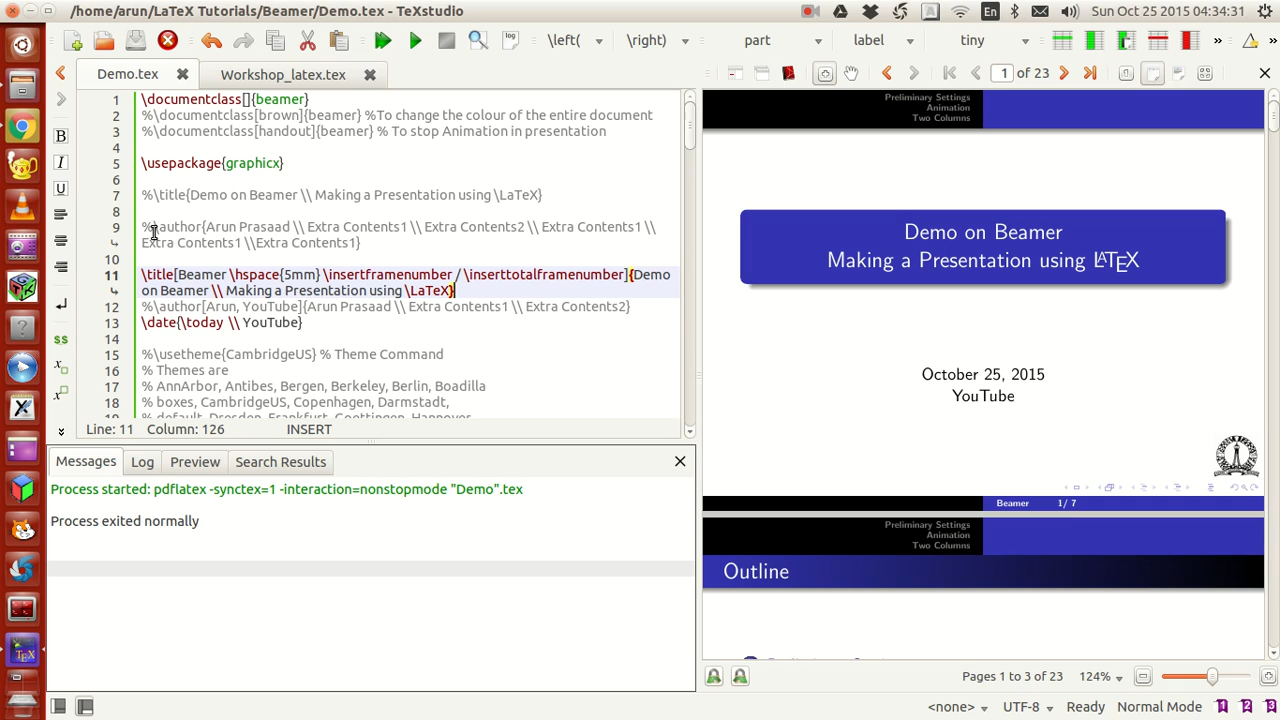 /home/arun/LaTeX Tutorials/Beamer/Demo.tex - TeXstudio
En
Sun Oct 25 2015 04:34:31
\left(
\right)
part
label
tiny
»
Demo.tex
Workshop_latex.tex
1 of 23
1 \documentclass[]{beamer}
2 %\documentclass[brown]{beamer} %To change the colour of the entire document
3 %\documentclass[handout]{beamer} % To stop Animation in presentation
4
5 \usepackage{graphicx}
6
7 %\title{Demo on Beamer \\ Making a Presentation using \LaTeX}
8
9 %\author{Arun Prasaad \\ Extra Contents1 \\ Extra Contents2 \\ Extra Contents1 \\
Extra Contents1 \\Extra Contents1}
10
11 \title[Beamer \hspace{5mm} \insertframenumber / \inserttotalframenumber]{Demo
on Beamer \\ Making a Presentation using \LaTeX}
12 %\author[Arun, YouTube]{Arun Prasaad \\ Extra Contents1 \\ Extra Contents2}
13 \date{\today \\ YouTube}
14
15 %\usetheme{CambridgeUS} % Theme Command
16 % Themes are
17 % AnnArbor, Antibes, Bergen, Berkeley, Berlin, Boadilla
18 % boxes, CambridgeUS, Copenhagen, Darmstadt,
19 % default, Dresden, Frankfurt, Goettingen, Hannover
B
I
U
$$
Line: 11 Column: 126 INSERT
Messages
Log
Preview
Search Results
Process started: pdflatex -synctex=1 -interaction=nonstopmode "Demo".tex
Process exited normally
Preliminary Settings
Animation
Two Columns
Demo on Beamer
Making a Presentation using LATEX
October 25, 2015
YouTube
Beamer 1/ 7
Preliminary Settings
Animation
Two Columns
Outline
Pages 1 to 3 of 23
124%
<none>
UTF-8
Ready
Normal Mode
1
2
3